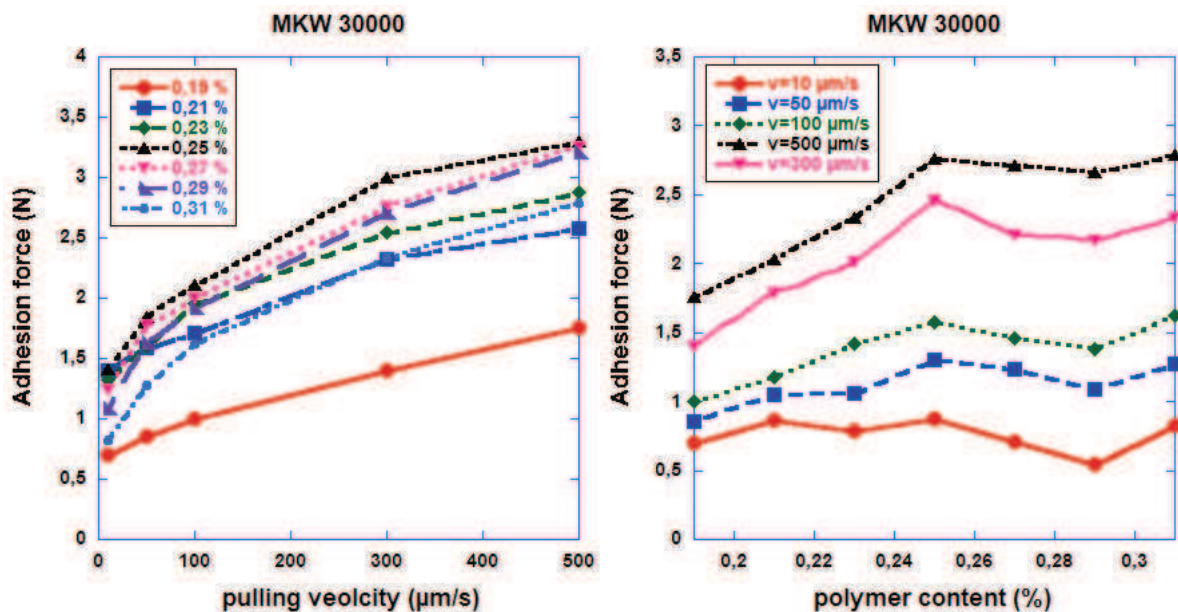 MKW 30000
4
3,5
3
2,5
2
1,5
1
0,5
0
0,19 %
0,21 %
0,23 %
0,25 %
0,27 %
0,29 %
0,31 %
Adhesion force (N)
0 100 200 300 400 500
pulling veolcity (µm/s)
MKW 30000
3,5
3
2,5
2
1,5
1
0,5
0
v=10 µm/s
v=50 µm/s
v=100 µm/s
v=500 µm/s
v=300 µm/s
Adhesion force (N)
0,2 0,22 0,24 0,26 0,28 0,3
polymer content (%)